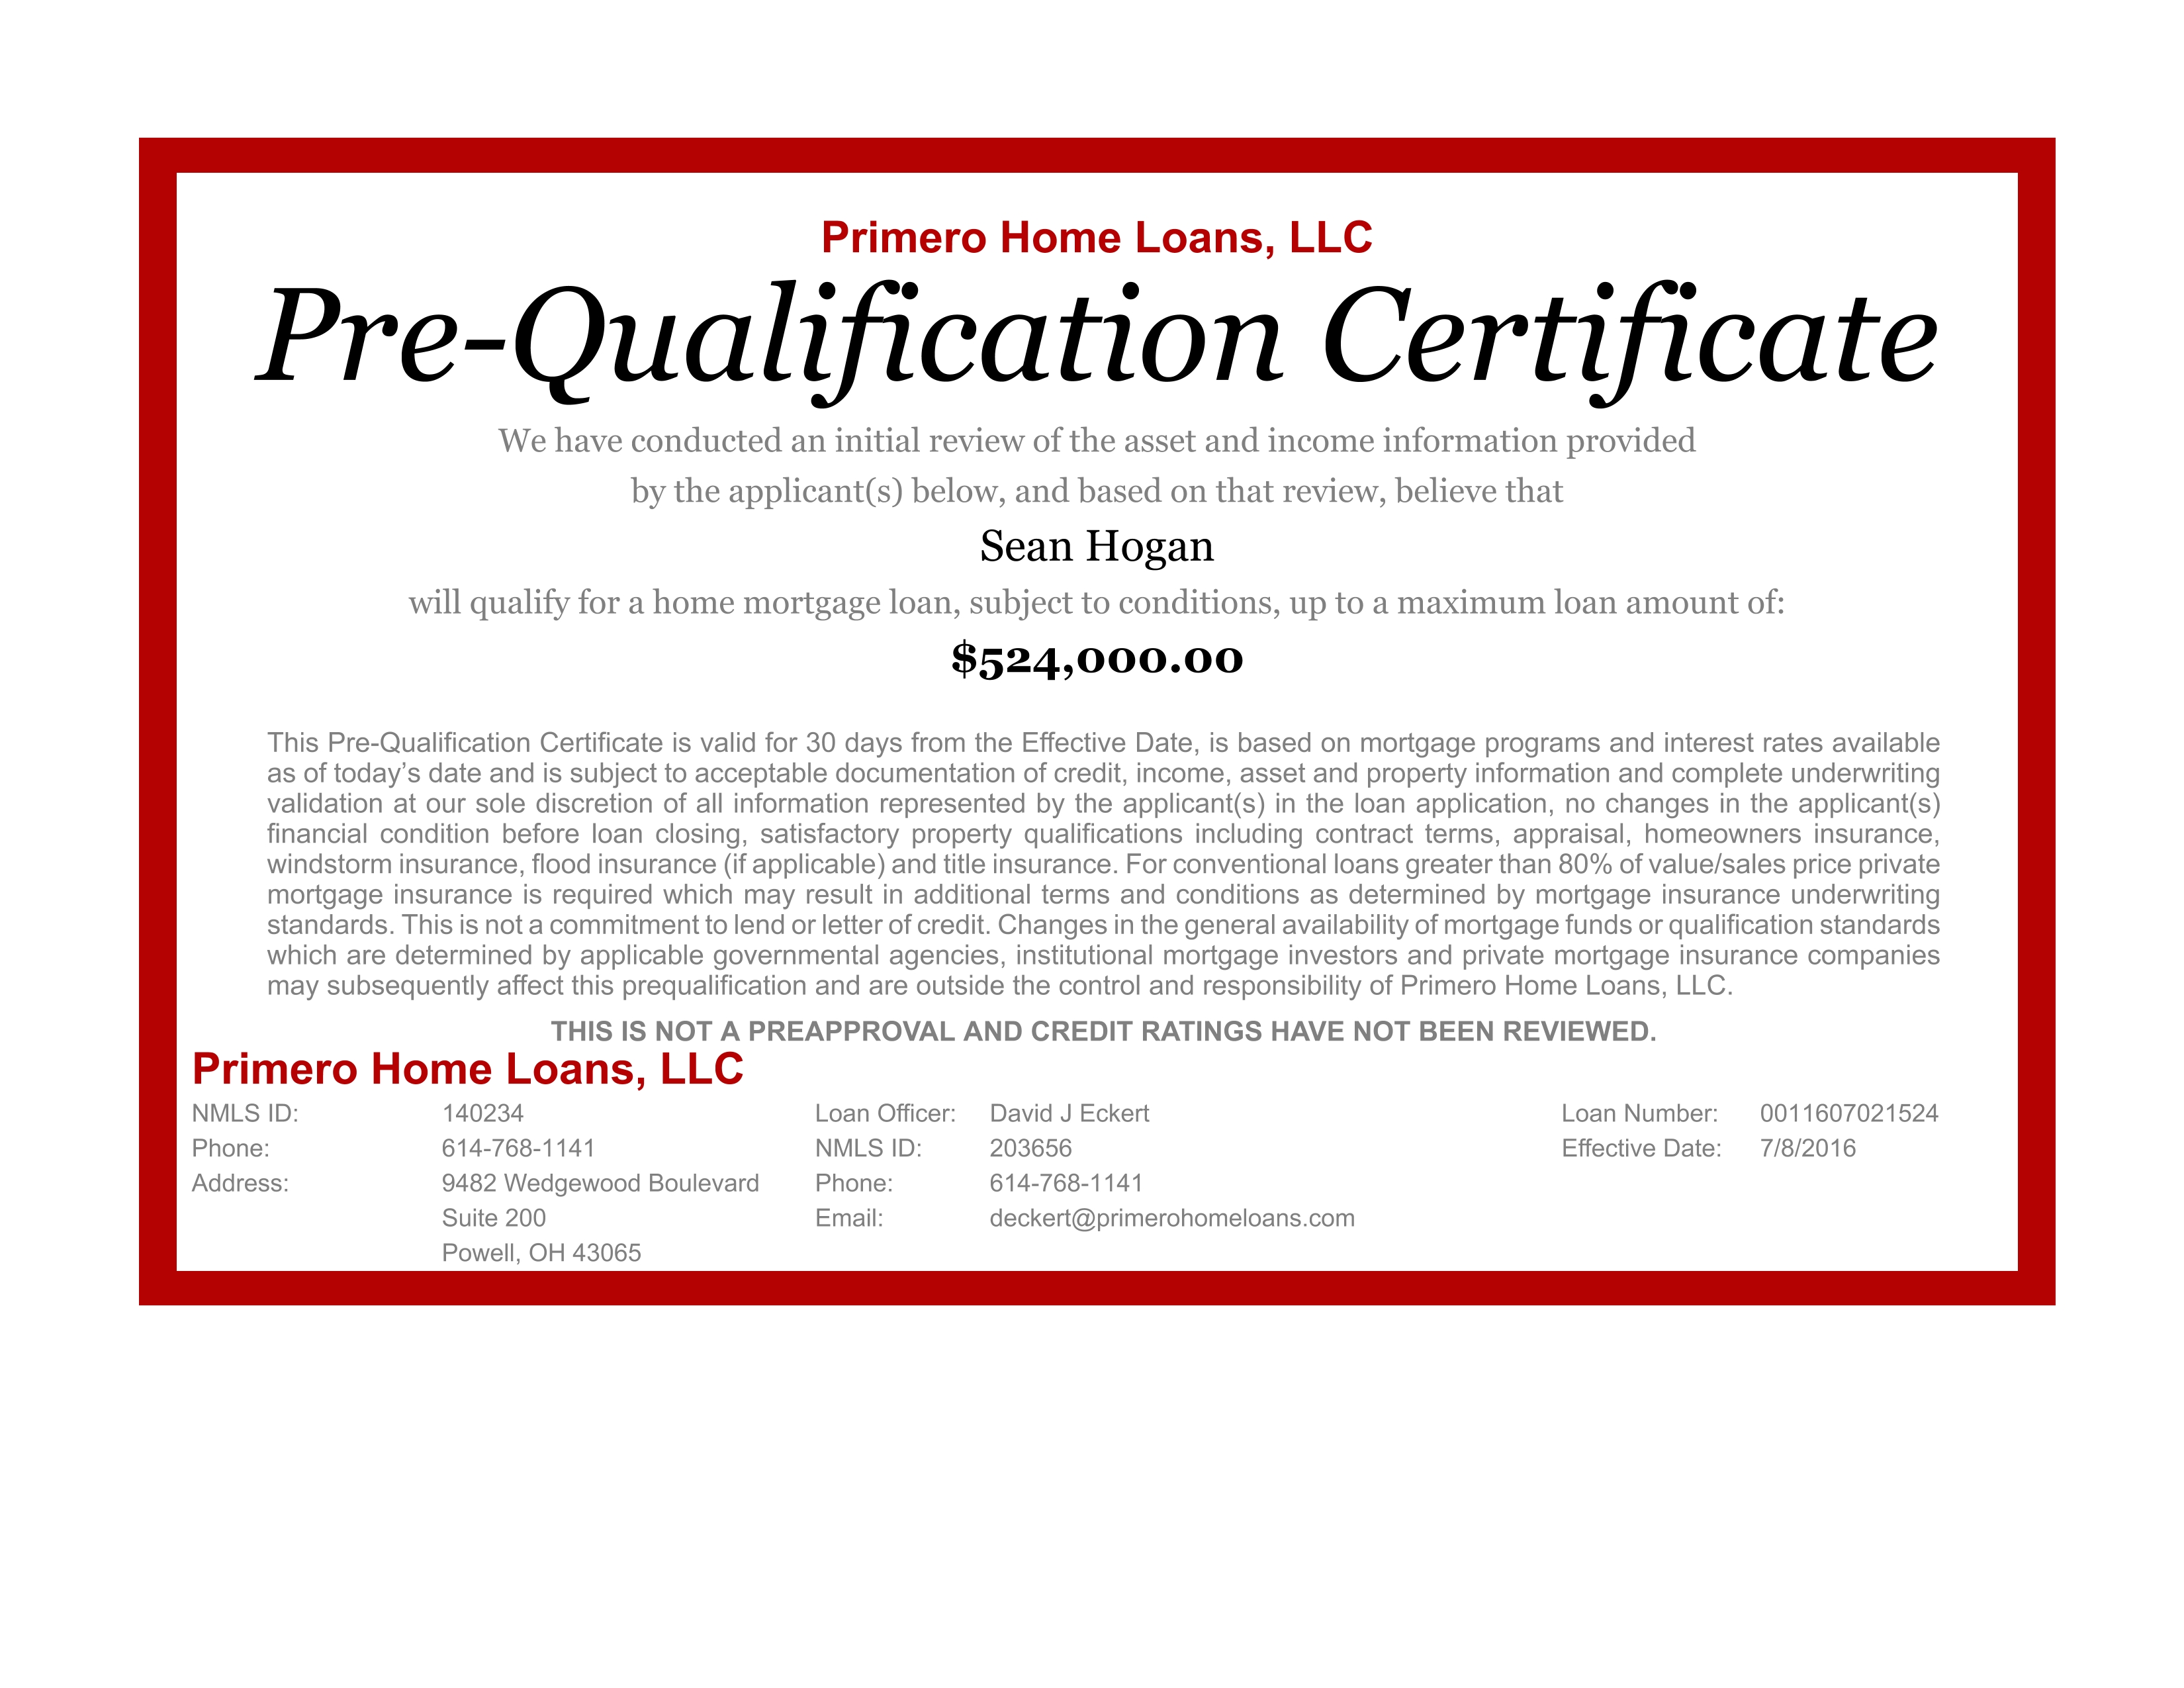 Primero Home Loans, LLC
Pre-Qualification Certificate
We have conducted an initial review of the asset and income information provided
by the applicant(s) below, and based on that review, believe that
Sean Hogan
will qualify for a home mortgage loan, subject to conditions, up to a maximum loan amount of:
$524,000.00
This Pre-Qualification Certificate is valid for 30 days from the Effective Date, is based on mortgage programs and interest rates available
as of today’s date and is subject to acceptable documentation of credit, income, asset and property information and complete underwriting
validation at our sole discretion of all information represented by the applicant(s) in the loan application, no changes in the applicant(s)
financial condition before loan closing, satisfactory property qualifications including contract terms, appraisal, homeowners insurance,
windstorm insurance, flood insurance (if applicable) and title insurance. For conventional loans greater than 80% of value/sales price private
mortgage insurance is required which may result in additional terms and conditions as determined by mortgage insurance underwriting
standards. This is not a commitment to lend or letter of credit. Changes in the general availability of mortgage funds or qualification standards
which are determined by applicable governmental agencies, institutional mortgage investors and private mortgage insurance companies
may subsequently affect this prequalification and are outside the control and responsibility of Primero Home Loans, LLC.
THIS IS NOT A PREAPPROVAL AND CREDIT RATINGS HAVE NOT BEEN REVIEWED.
Primero Home Loans, LLC
NMLS ID: 140234 Loan Officer: David J Eckert Loan Number: 0011607021524
Phone: 614-768-1141 NMLS ID: 203656 Effective Date: 7/8/2016
Address: 9482 Wedgewood Boulevard Phone: 614-768-1141
Suite 200 Email: deckert@primerohomeloans.com
Powell, OH 43065